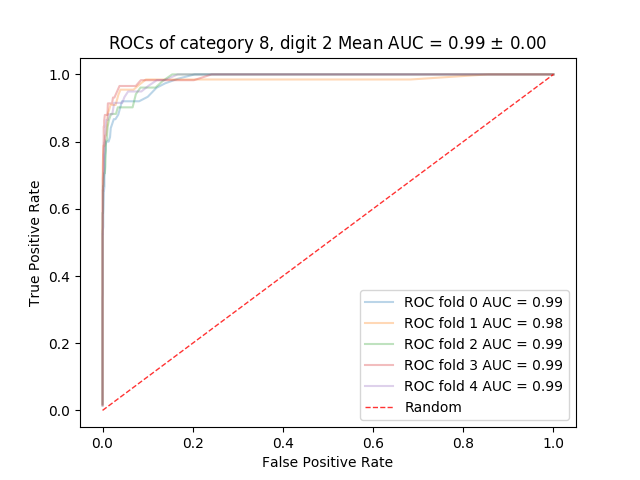 ROCs of category 8, digit 2 Mean AUC = 0.99 ± 0.00
True Positive Rate
1.0
0.8
0.6
0.4
0.2
0.0
ROC fold 0 AUC = 0.99
ROC fold 1 AUC = 0.98
ROC fold 2 AUC = 0.99
ROC fold 3 AUC = 0.99
ROC fold 4 AUC = 0.99
Random
0.0 0.2 0.4 0.6 0.8 1.0
False Positive Rate